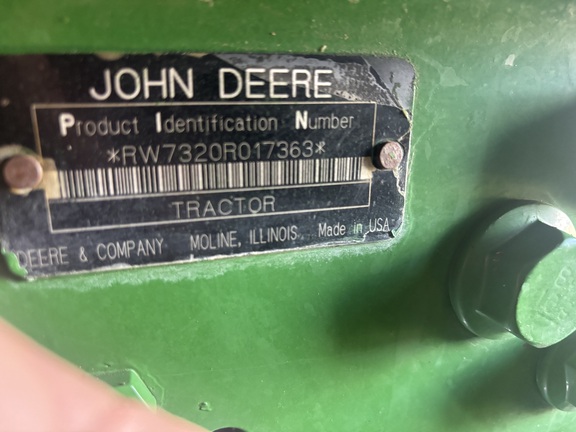 JOHN DEERE
Product Identification Number
*RW7320R017363*
TRACTOR
DEERE & COMPANY MOLINE, ILLINOIS Made in USA